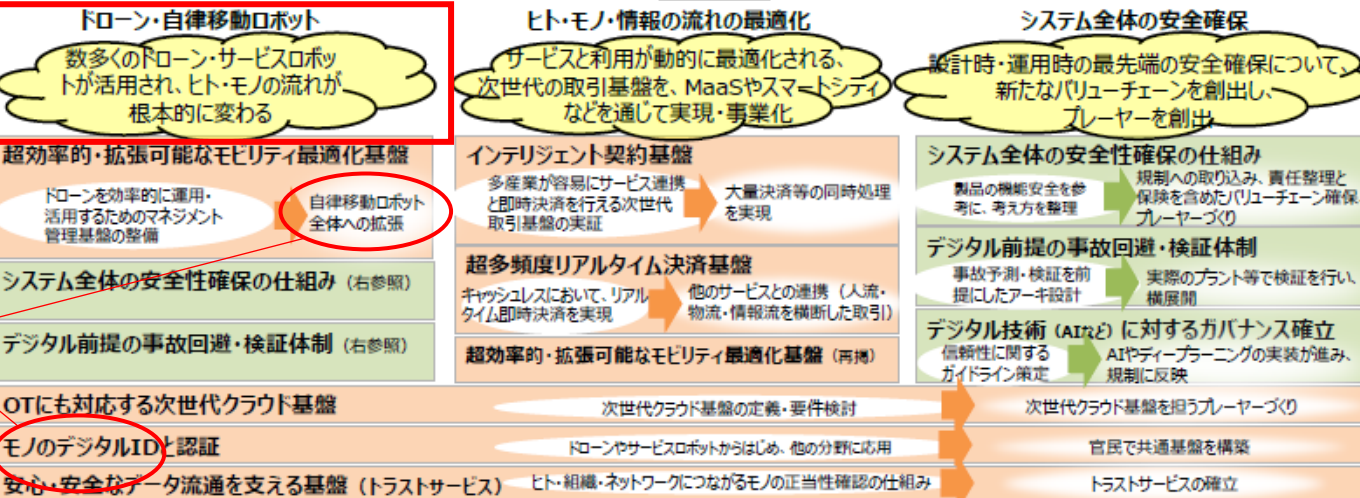 ドローン・自律移動ロボット
数多くのドローン・サービスロボッ
トが活用され、ヒト・モノの流れが
根本的に変わる
超効率的・拡張可能なモビリティ最適化基盤
ドローンを効率的に運用・
活用するためのマネジメント
管理基盤の整備
自律移動ロボット
全体への拡張
システム全体の安全性確保の仕組み（右参照）
デジタル前提の事故回避・検証体制（右参照）
ヒト・モノ・情報の流れの最適化
サービスと利用が動的に最適化される、
次世代の取引基盤を、MaaSやスマートシティ
などを通じて実現・事業化
インテリジェント契約基盤
多産業が容易にサービス連携
と即時決済を行える次世代
取引基盤の実証
大量決済等の同時処理
を実現
超多頻度リアルタイム決済基盤
キャッシュレスにおいて、リアル
タイム即時決済を実現
他のサービスとの連携（人流・
物流・情報流を横断した取引）
超効率的・拡張可能なモビリティ最適化基盤（再掲）
システム全体の安全確保
設計時・運用時の最先端の安全確保について、
新たなバリューチェーンを創出し、
プレーヤーを創出
システム全体の安全性確保の仕組み
製品の機能安全を参
考に、考え方を整理
規制への取り込み、責任整理と
保険を含めたバリューチェーン確保
プレーヤーづくり
デジタル前提の事故回避・検証体制
事故予測・検証を前
提にしたアーキ設計
実際のプラント等で検証を行い、
横展開
デジタル技術（AIなど）に対するガバナンス確立
信頼性に関する
ガイドライン策定
AIやディープラーニングの実装が進み、
規制に反映
OTにも対応する次世代クラウド基盤
次世代クラウド基盤の定義・要件検討
次世代クラウド基盤を担うプレーヤーづくり
モノのデジタルIDと認証
ドローンやサービスロボットからはじめ、他の分野に応用
官民で共通基盤を構築
安心・安全なデータ流通を支える基盤（トラストサービス）
ヒト・組織・ネットワークにつながるモノの正当性確認の仕組み
トラストサービスの確立